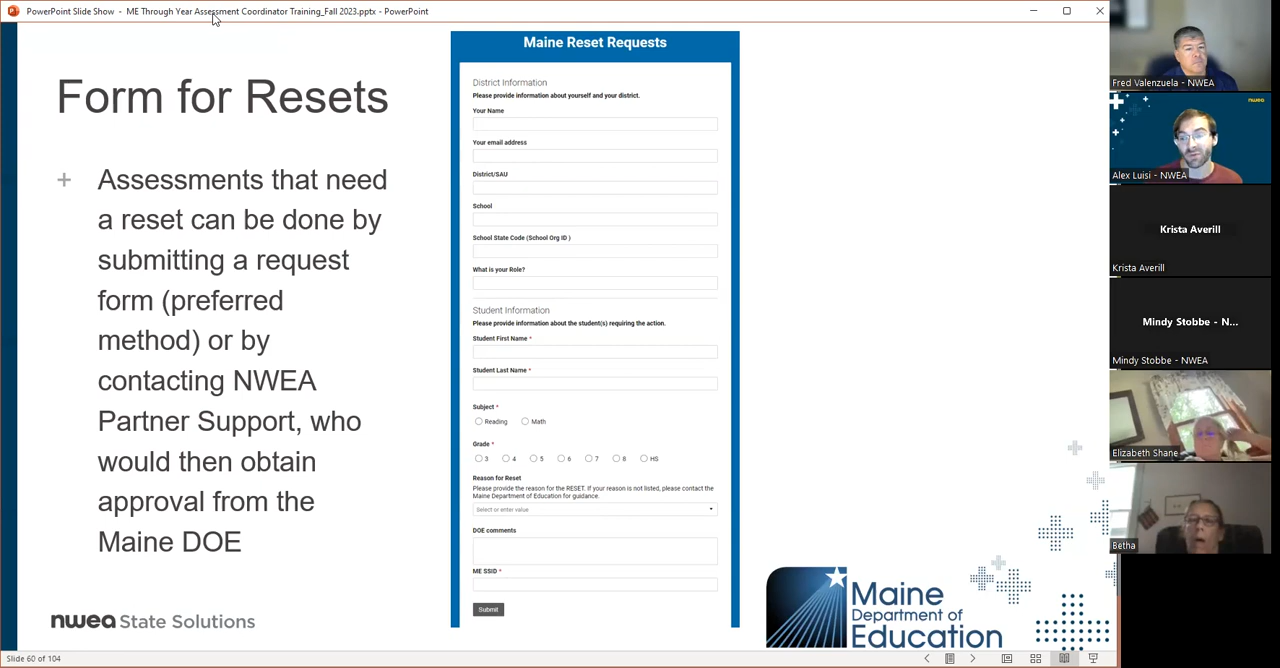 PowerPoint Slide Show - ME Through Year Assessment Coordinator Training_Fall 2023.pptx - PowerPoint
Form for Resets
+ Assessments that need
a reset can be done by
submitting a request
form (preferred
method) or by
contacting NWEA
Partner Support, who
would then obtain
approval from the
Maine DOE
nwea State Solutions
Maine Reset Requests
District Information
Please provide information about yourself and your district.
Your Name
Your email address
District/SAU
School
School State Code (School Org ID )
What is your Role?
Student Information
Please provide information about the student(s) requiring the action.
Student First Name *
Student Last Name *
Subject *
Reading Math
Grade *
3 4 5 6 7 8 HS
Reason for Reset
Please provide the reason for the RESET. If your reason is not listed, please contact the
Maine Department of Education for guidance.
Select or enter value
DOE comments
ME SSID *
Submit
Maine
Department of
Education
Slide 60 of 104
Fred Valenzuela - NWEA
nwea
Alex Luisi - NWEA
Krista Averill
Krista Averill
Mindy Stobbe - N...
Mindy Stobbe - NWEA
Elizabeth Shane
Betha